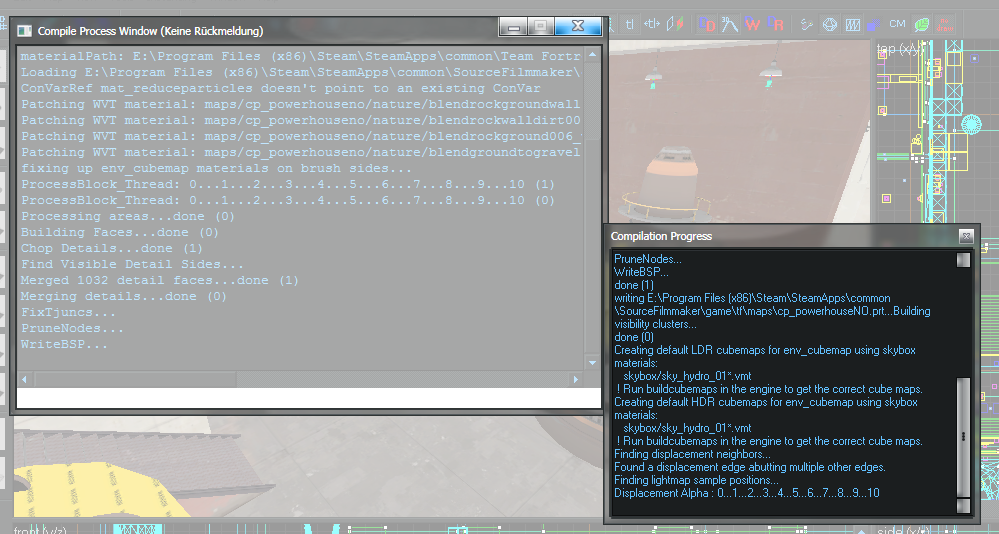 Compile Process Window (Keine Rückmeldung)
materialPath: E:\Program Files (x86)\Steam\SteamApps\common\Team Fortr
Loading E:\Program Files (x86)\Steam\SteamApps\common\SourceFilmmaker\
ConVarRef mat_reduceparticles doesn't point to an existing ConVar
Patching WVT material: maps/cp_powerhouseno/nature/blendrockgroundwall
Patching WVT material: maps/cp_powerhouseno/nature/blendrockwalldirt00
Patching WVT material: maps/cp_powerhouseno/nature/blendrockground006_
Patching WVT material: maps/cp_powerhouseno/nature/blendgroundtogravel
fixing up env_cubemap materials on brush sides...
ProcessBlock_Thread: 0...1...2...3...4...5...6...7...8...9...10 (1)
ProcessBlock_Thread: 0...1...2...3...4...5...6...7...8...9...10 (0)
Processing areas...done (0)
Building Faces...done (0)
Chop Details...done (1)
Find Visible Detail Sides...
Merged 1032 detail faces...done (1)
Merging details...done (0)
FixTjuncs...
PruneNodes...
WriteBSP...
tl
+tl+
CM
top (x/y)
Compilation Progress
PruneNodes...
WriteBSP...
done (1)
writing E:\Program Files (x86)\Steam\SteamApps\common
\SourceFilmmaker\game\tf\maps\cp_powerhouseNO.prt...Building
visibility clusters...
done (0)
Creating default LDR cubemaps for env_cubemap using skybox
materials:
skybox/sky_hydro_01*.vmt
! Run buildcubemaps in the engine to get the correct cube maps.
Creating default HDR cubemaps for env_cubemap using skybox
materials:
skybox/sky_hydro_01*.vmt
! Run buildcubemaps in the engine to get the correct cube maps.
Finding displacement neighbors...
Found a displacement edge abutting multiple other edges.
Finding lightmap sample positions...
Displacement Alpha : 0...1...2...3...4...5...6...7...8...9...10
front (y/z)
side (x/z)